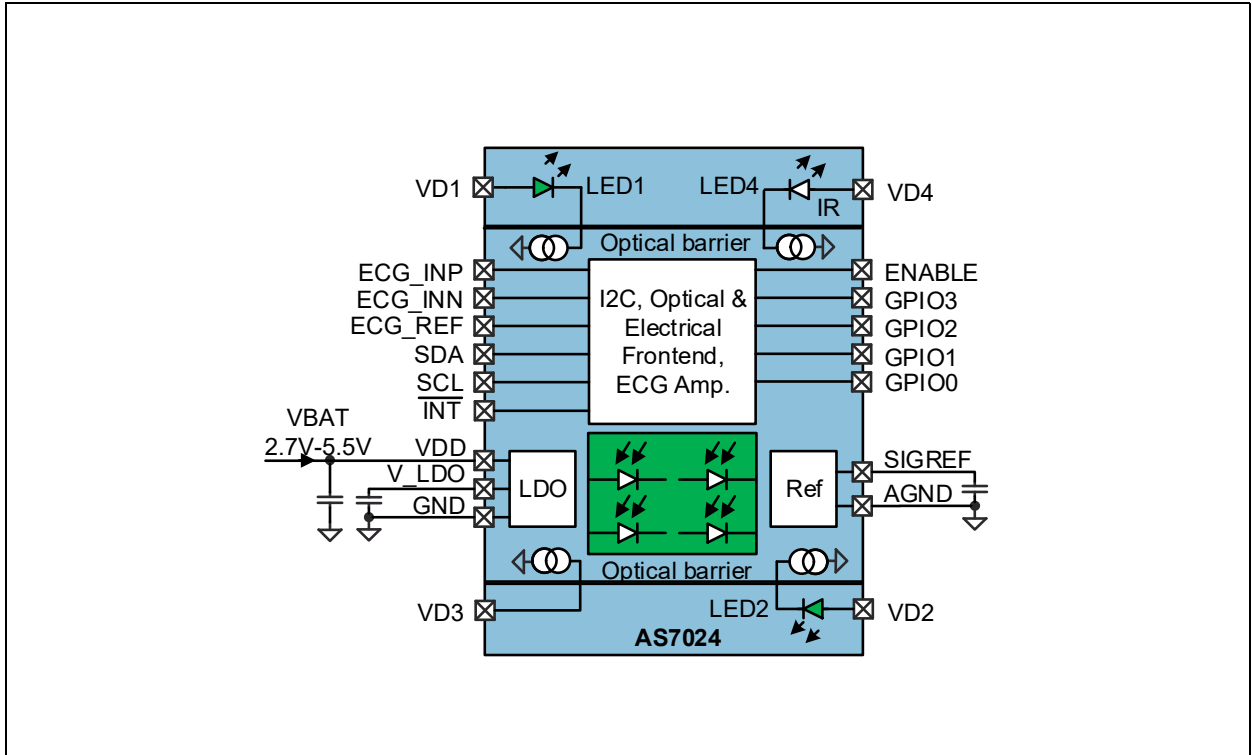 VD1
LED1
LED4
IR
VD4
Optical barrier
ECG_INP
ECG_INN
ECG_REF
SDA
SCL
INT
I2C, Optical &
Electrical
Frontend,
ECG Amp.
ENABLE
GPIO3
GPIO2
GPIO1
GPIO0
VBAT
2.7V-5.5V
VDD
V_LDO
GND
LDO
Ref
SIGREF
AGND
Optical barrier
VD3
LED2
VD2
AS7024